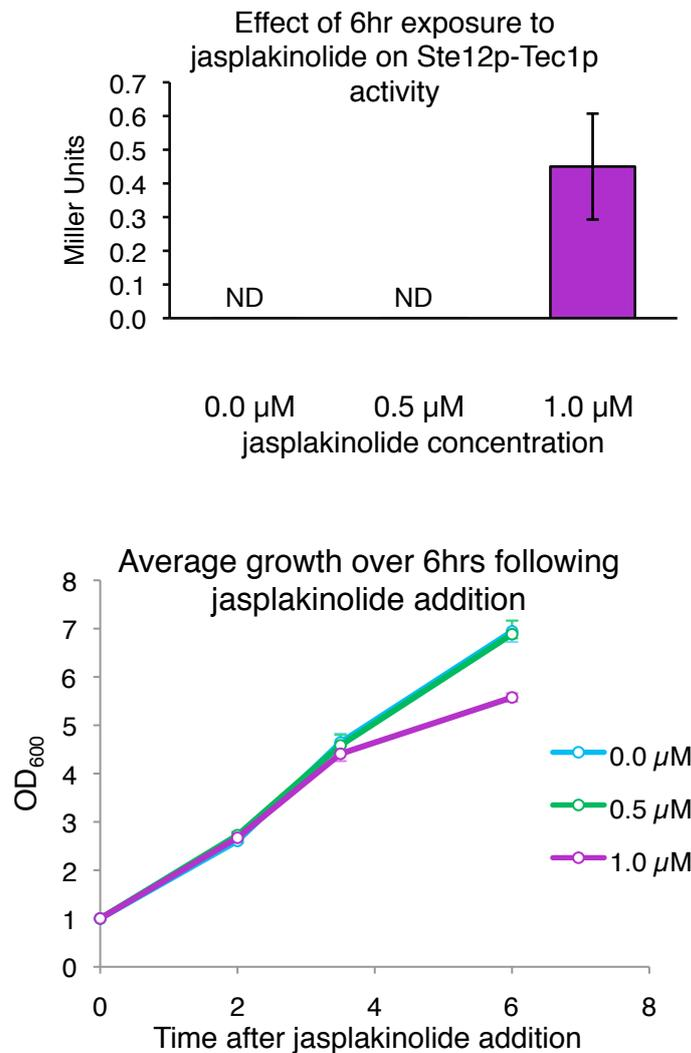 Effect of 6hr exposure to
jasplakinolide on Ste12p-Tec1p
activity
0.7
0.6
0.5
0.4
0.3
0.2
0.1
0.0
Miller Units
ND
ND
0.0 µM
0.5 µM
1.0 µM
jasplakinolide concentration
Average growth over 6hrs following
jasplakinolide addition
8
7
6
5
4
3
2
1
0
OD600
0.0 µM
0.5 µM
1.0 µM
0
2
4
6
8
Time after jasplakinolide addition